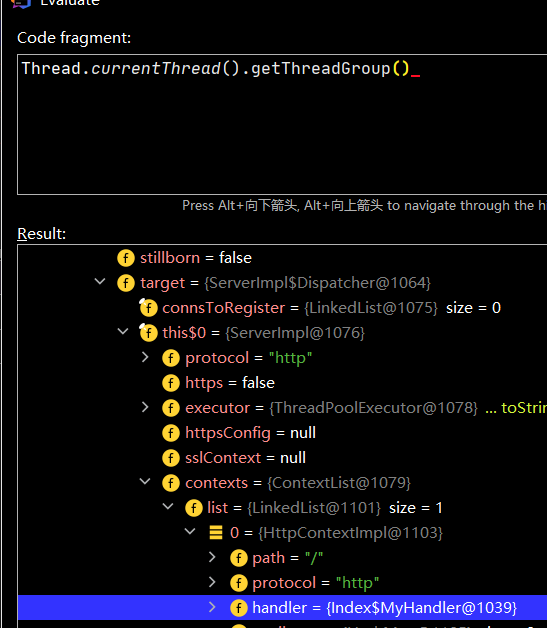 Evaluate
Code fragment:
Thread.currentThread().getThreadGroup()
Press Alt+向下箭头, Alt+向上箭头 to navigate through the hi
Result:
stillborn = false
target = {ServerImpl$Dispatcher@1064}
connsToRegister = {LinkedList@1075} size = 0
this$0 = {ServerImpl@1076}
protocol = "http"
https = false
executor = {ThreadPoolExecutor@1078} ... toStrin
httpsConfig = null
sslContext = null
contexts = {ContextList@1079}
list = {LinkedList@1101} size = 1
0 = {HttpContextImpl@1103}
path = "/"
protocol = "http"
handler = {Index$MyHandler@1039}